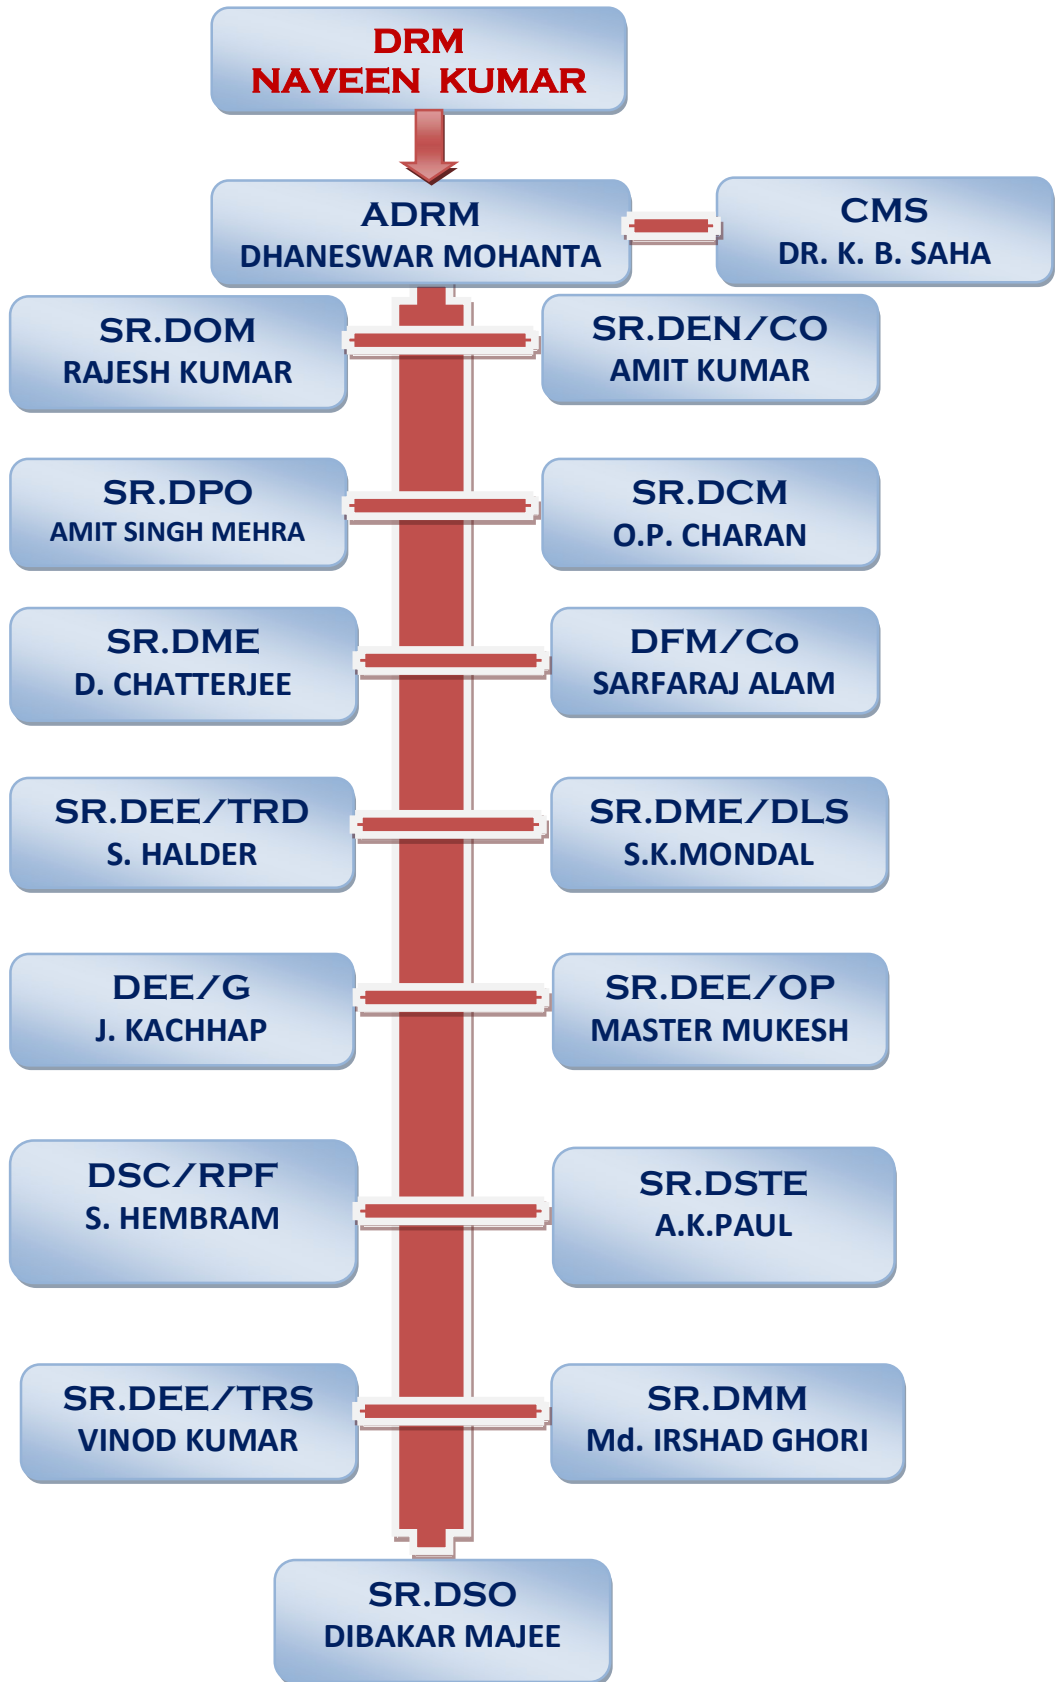 DRM
NAVEEN KUMAR
ADRM
DHANESWAR MOHANTA
CMS
DR. K. B. SAHA
SR.DOM
RAJESH KUMAR
SR.DEN/CO
AMIT KUMAR
SR.DPO
AMIT SINGH MEHRA
SR.DCM
O.P. CHARAN
SR.DME
D. CHATTERJEE
DFM/Co
SARFARAJ ALAM
SR.DEE/TRD
S. HALDER
SR.DME/DLS
S.K.MONDAL
DEE/G
J. KACHHAP
SR.DEE/OP
MASTER MUKESH
DSC/RPF
S. HEMBRAM
SR.DSTE
A.K.PAUL
SR.DEE/TRS
VINOD KUMAR
SR.DMM
Md. IRSHAD GHORI
SR.DSO
DIBAKAR MAJEE